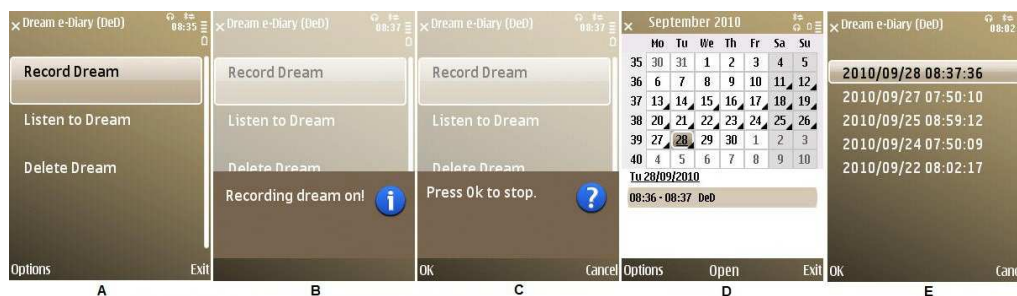 Dream e-Diary (DeD)
08:35
Record Dream
Listen to Dream
Delete Dream
Options Exit
A
Dream e-Diary (DeD)
08:37
Record Dream
Listen to Dream
Delete Dream
Recording dream on!
B
Dream e-Diary (DeD)
08:37
Record Dream
Listen to Dream
Delete Dream
Press Ok to stop.
?
OK Cancel
C
September 2010
Mo Tu We Th Fr Sa Su
35 30 31 1 2 3 4 5
36 6 7 8 9 10 11 12
37 13 14 15 16 17 18 19
38 20 21 22 23 24 25 26
39 27 28 29 30 1 2 3
40 4 5 6 7 8 9 10
Tu 28/09/2010
08:36 - 08:37 DeD
Options Open Exit
D
Dream e-Diary (DeD)
08:02
2010/09/28 08:37:36
2010/09/27 07:50:10
2010/09/25 08:59:12
2010/09/24 07:50:09
2010/09/22 08:02:17
OK Canc
E